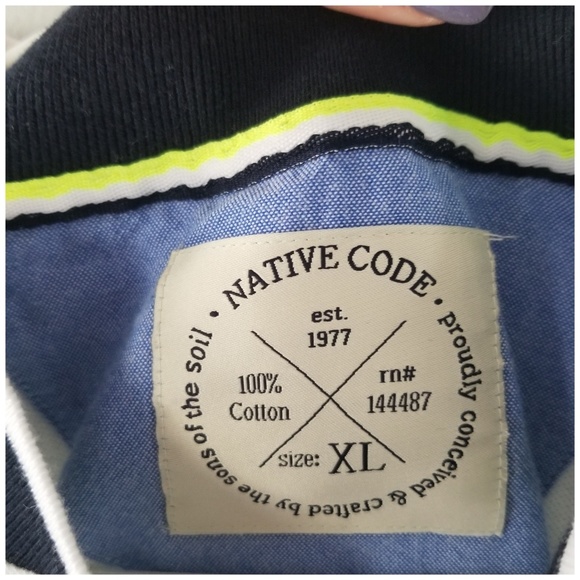 • NATIVE CODE •
proudly conceived & crafted by the sons of the soil
est.
1977
100%
Cotton
rn#
144487
size: XL